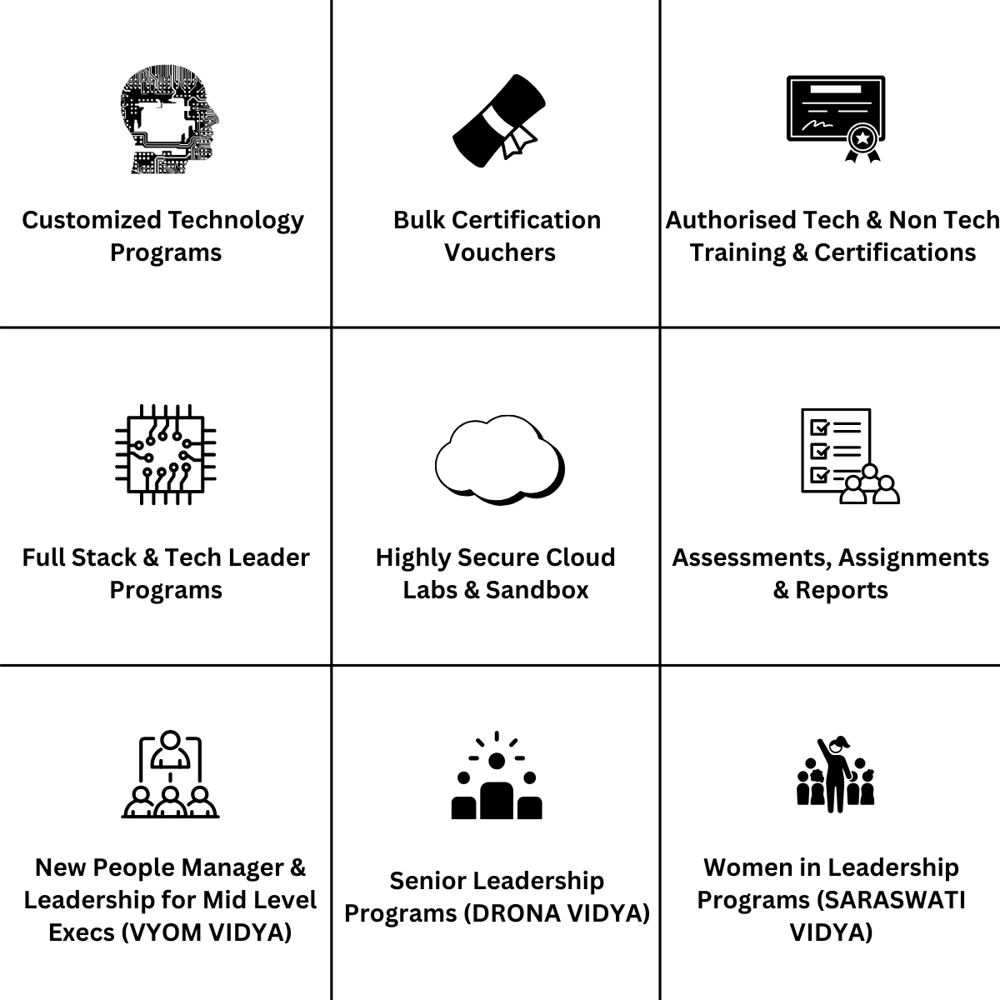 Customized Technology
Programs
Bulk Certification
Vouchers
Authorised Tech & Non Tech
Training & Certifications
Full Stack & Tech Leader
Programs
Highly Secure Cloud
Labs & Sandbox
Assessments, Assignments
& Reports
New People Manager &
Leadership for Mid Level
Execs (VYOM VIDYA)
Senior Leadership
Programs (DRONA VIDYA)
Women in Leadership
Programs (SARASWATI
VIDYA)